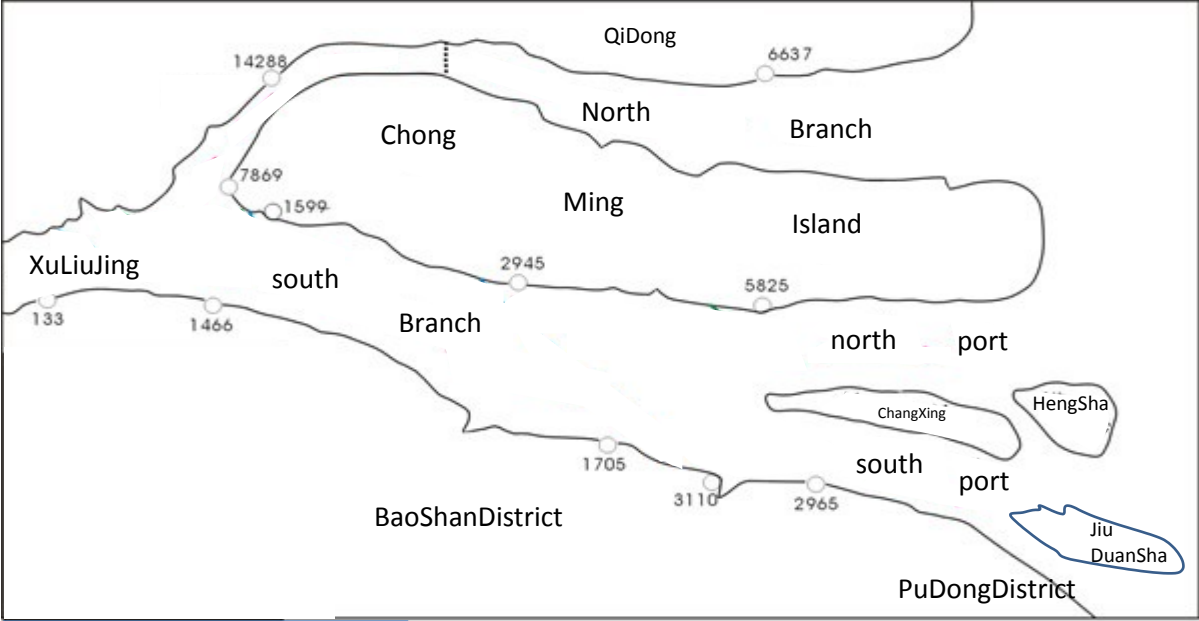 QiDong
14288
6637
North
Branch
Chong
7869
1599
Ming
Island
XuLiuJing
south
2945
5825
133
1466
Branch
north port
HengSha
ChangXing
1705
south
port
3110
2965
BaoShanDistrict
Jiu
DuanSha
PuDongDistrict